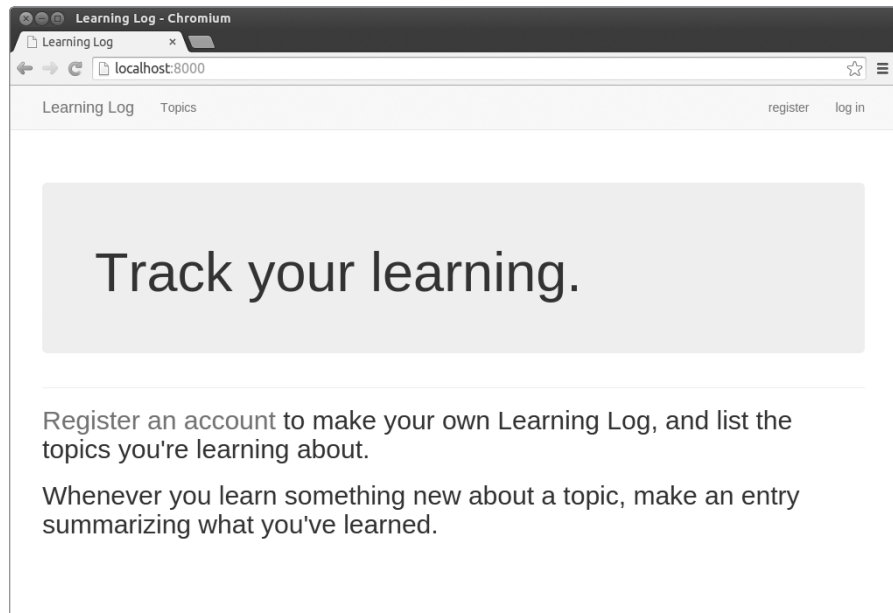 Learning Log - Chromium
Learning Log
localhost:8000
Learning Log Topics register log in
Track your learning.
Register an account to make your own Learning Log, and list the
topics you're learning about.
Whenever you learn something new about a topic, make an entry
summarizing what you've learned.